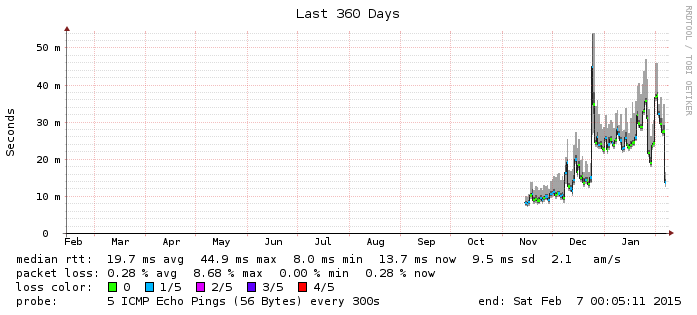 Last 360 Days
RRDTOOL / TOBI OETIKER
Seconds
50 m
40 m
30 m
20 m
10 m
0
Feb Mar Apr May Jun Jul Aug Sep Oct Nov Dec Jan
median rtt: 19.7 ms avg 44.9 ms max 8.0 ms min 13.7 ms now 9.5 ms sd 2.1 am/s
packet loss: 0.28 % avg 8.68 % max 0.00 % min 0.28 % now
loss color: 0 1/5 2/5 3/5 4/5
probe: 5 ICMP Echo Pings (56 Bytes) every 300s end: Sat Feb 7 00:05:11 2015